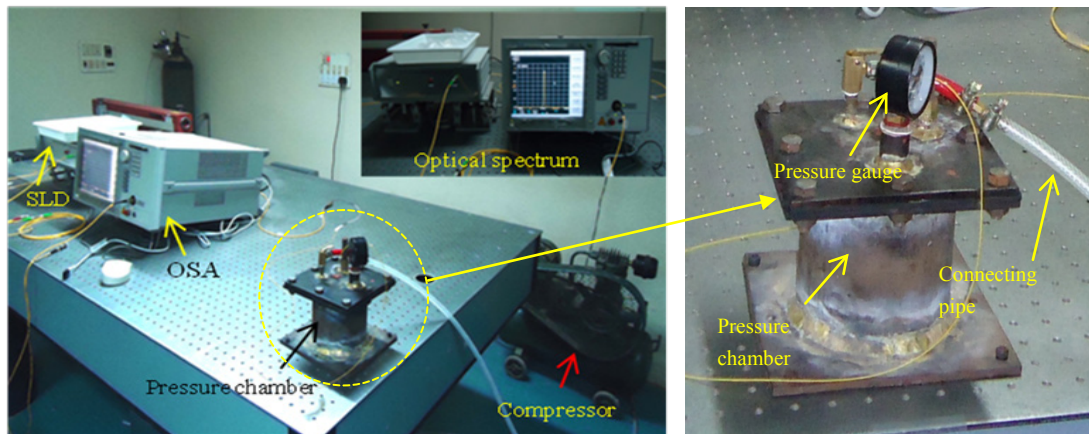 Optical spectrum
SLD
OSA
Pressure chamber
Compressor
Pressure gauge
Connecting
pipe
Pressure
chamber